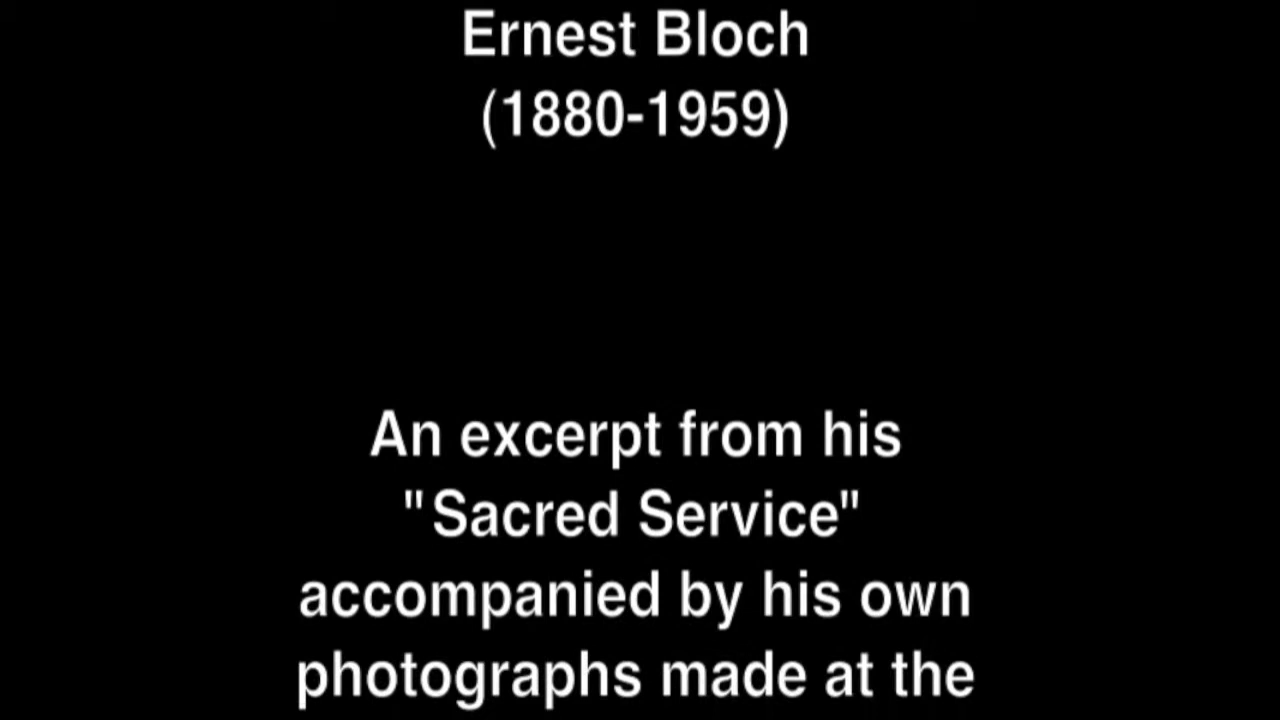 Ernest Bloch
(1880-1959)
An excerpt from his
"Sacred Service"
accompanied by his own
photographs made at the